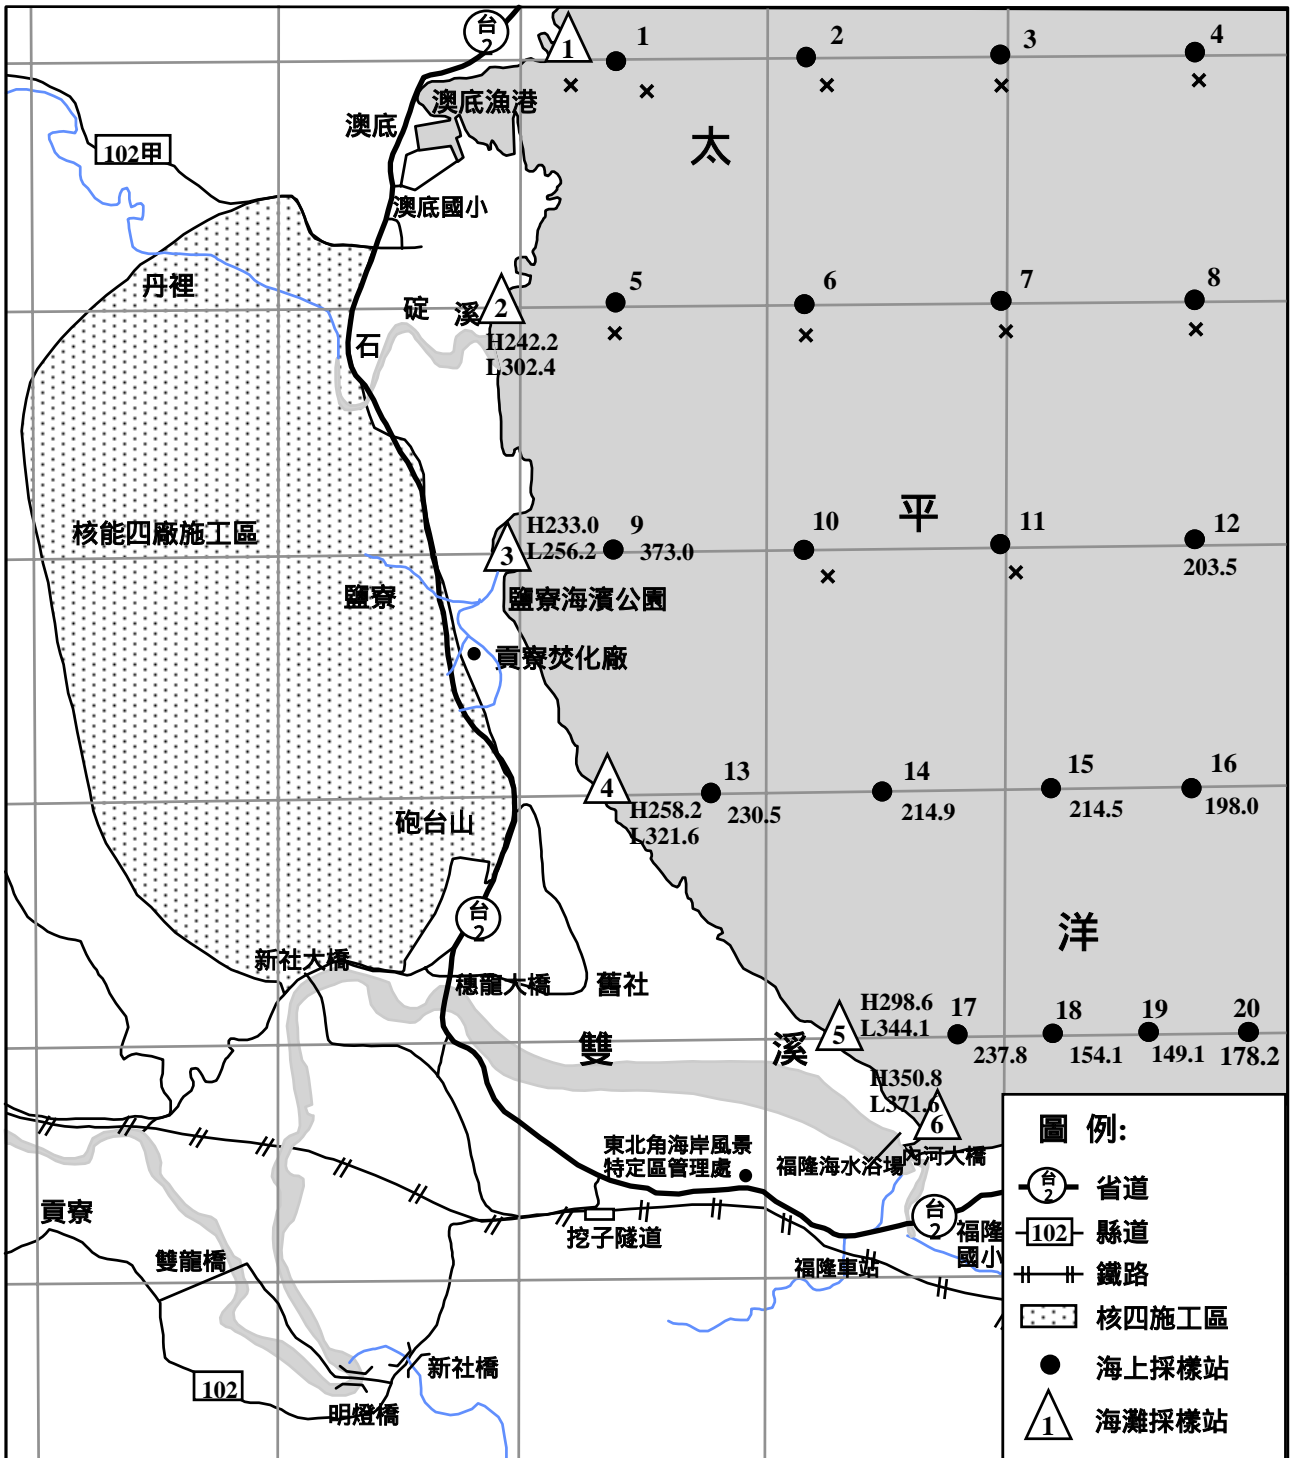 台
2
1
1
2
3
4
×
×
×
×
×
澳底漁港
澳底
太
102甲
澳底國小
丹裡
碇
溪
石
2
5
6
7
8
×
×
×
×
H242.2
L302.4
核能四廠施工區
平
H233.0
L256.2
3
9
373.0
10
×
11
×
12
203.5
鹽寮
鹽寮海濱公園
貢寮焚化廠
4
13
14
15
16
H258.2
L321.6
230.5
214.9
214.5
198.0
砲台山
台
2
洋
新社大橋
穗龍大橋
舊社
雙
溪
5
H298.6
L344.1
17
18
19
20
237.8
154.1
149.1
178.2
H350.8
L371.6
6
圖 例:
東北角海岸風景
特定區管理處
福隆海水浴場
內河大橋
台
2
省道
貢寮
挖子隧道
台
2
福隆
國小
102
縣道
雙龍橋
福隆車站
鐵路
核四施工區
新社橋
海上採樣站
102
明燈橋
1
海灘採樣站